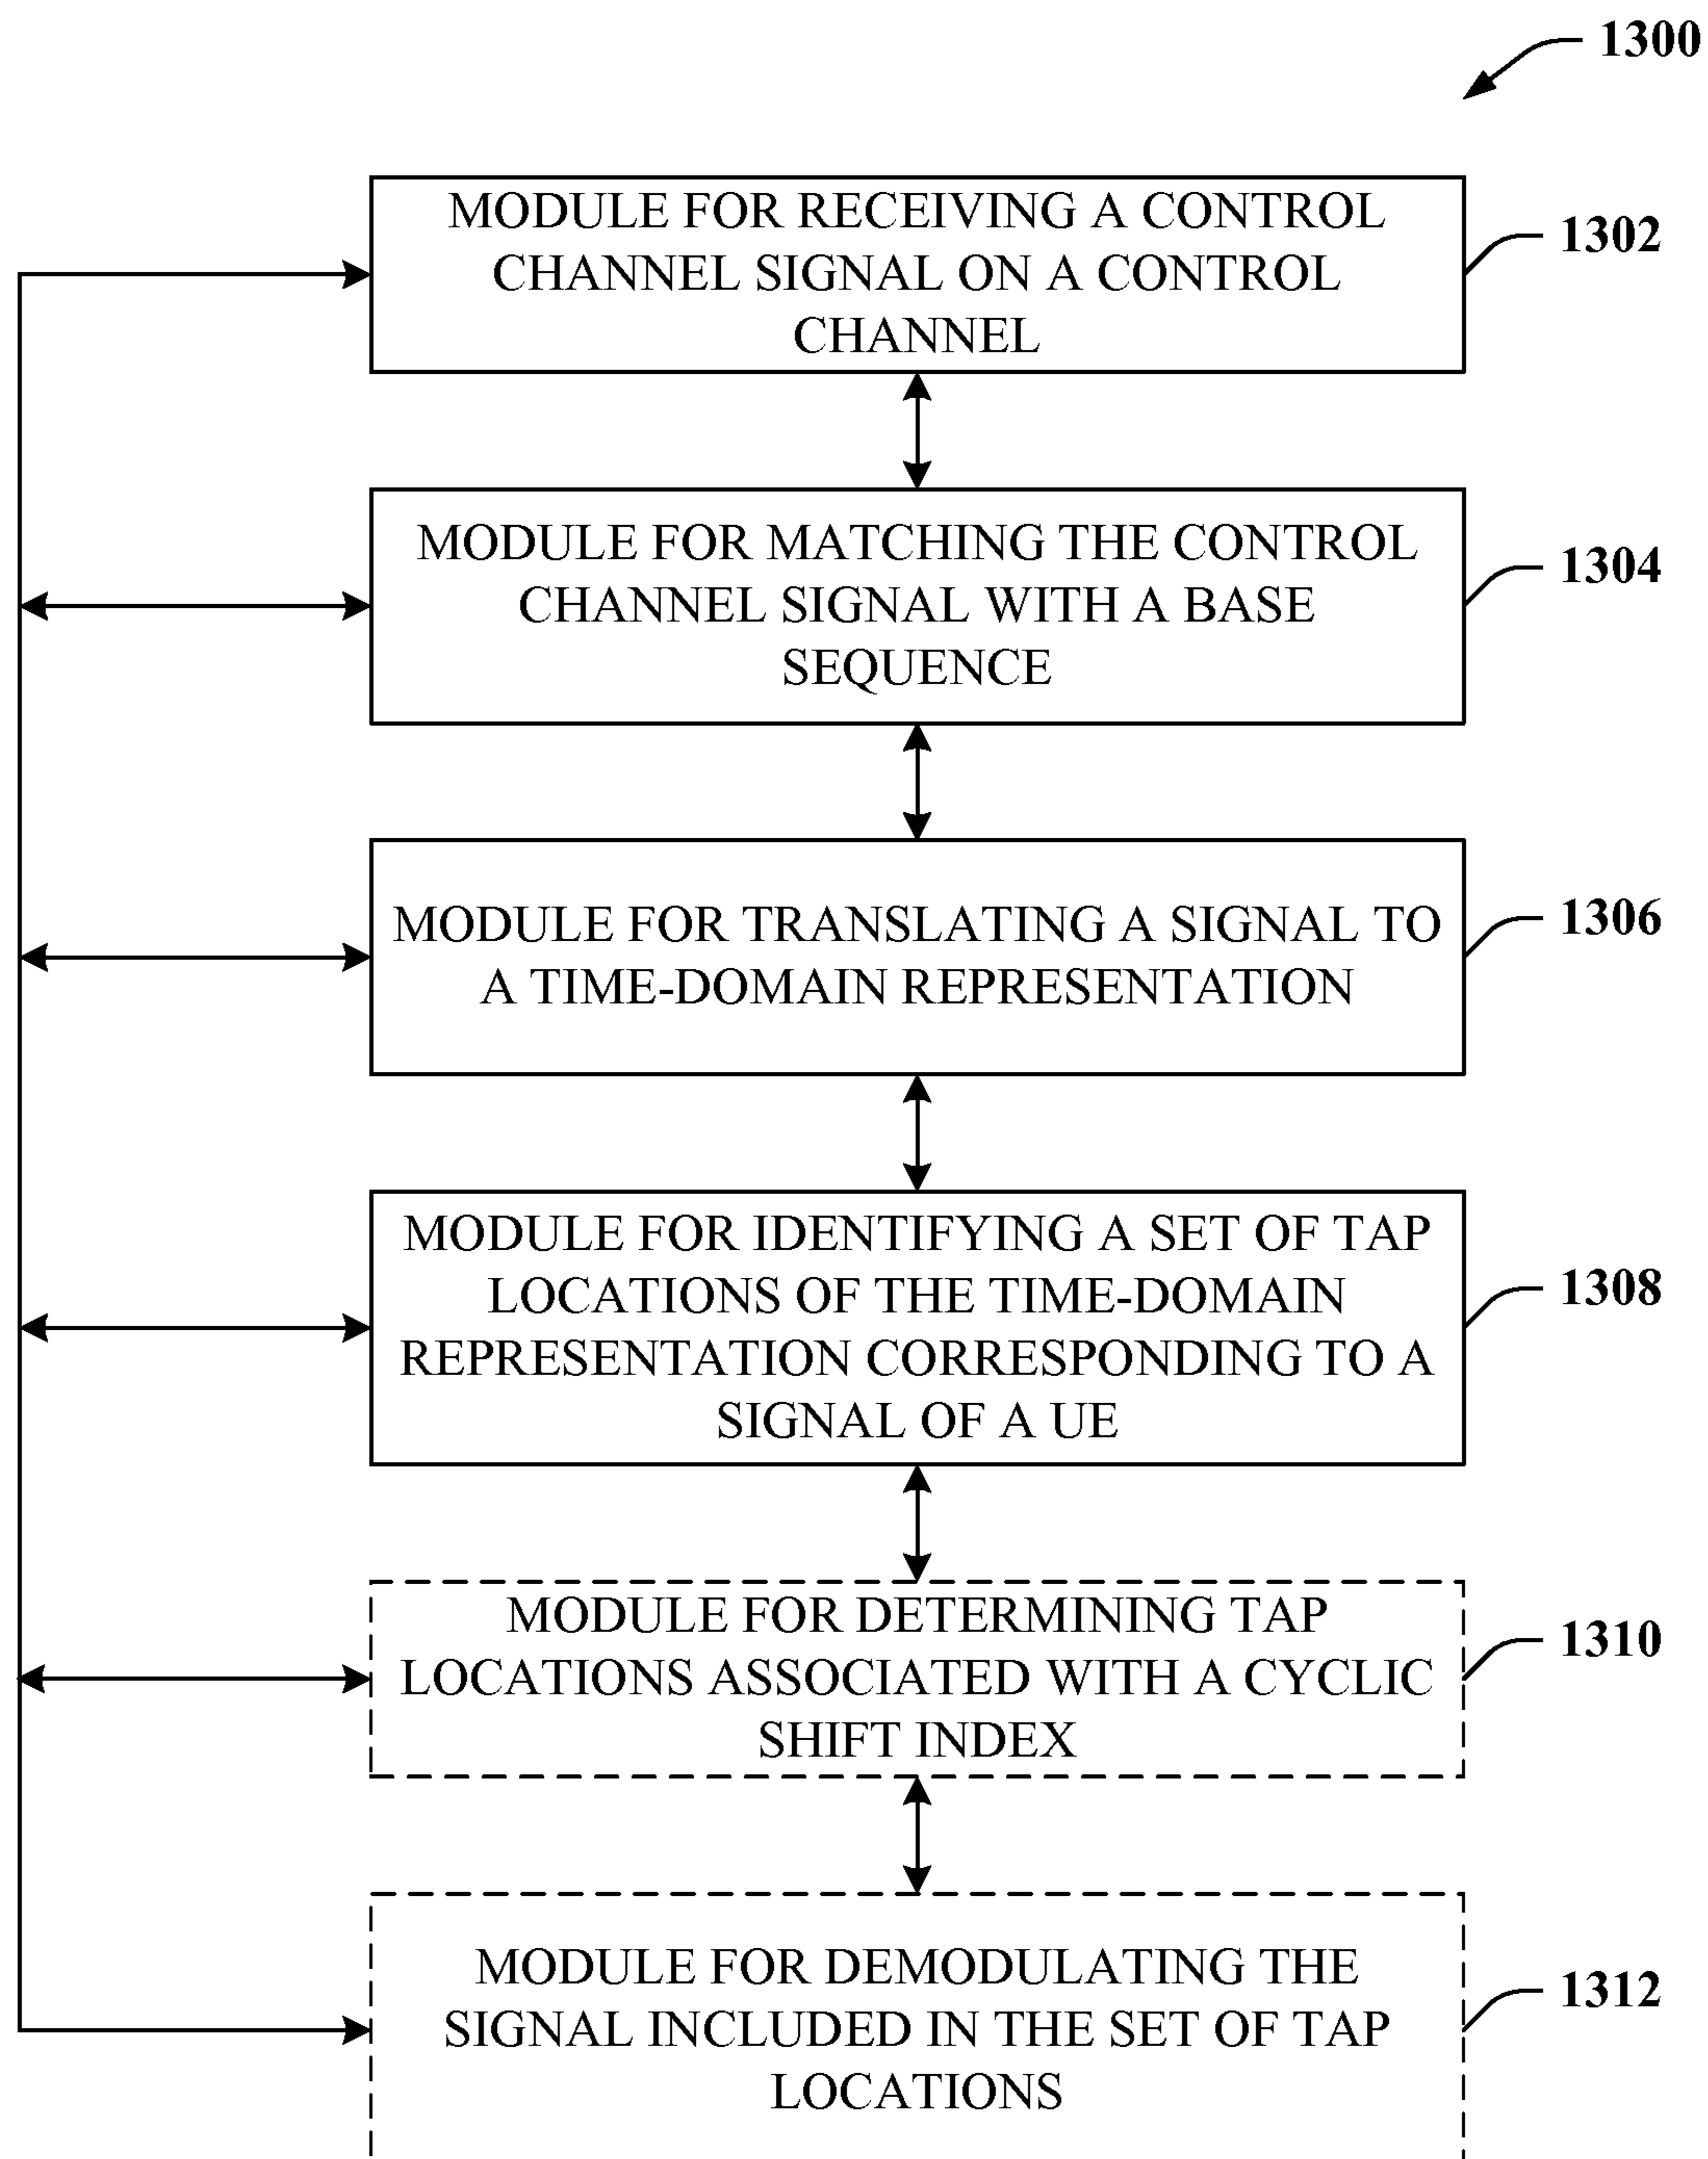 1300
MODULE FOR RECEIVING A CONTROL
CHANNEL SIGNAL ON A CONTROL
CHANNEL
1302
MODULE FOR MATCHING THE CONTROL
CHANNEL SIGNAL WITH A BASE
SEQUENCE
1304
MODULE FOR TRANSLATING A SIGNAL TO
A TIME-DOMAIN REPRESENTATION
1306
MODULE FOR IDENTIFYING A SET OF TAP
LOCATIONS OF THE TIME-DOMAIN
REPRESENTATION CORRESPONDING TO A
SIGNAL OF A UE
1308
MODULE FOR DETERMINING TAP
LOCATIONS ASSOCIATED WITH A CYCLIC
SHIFT INDEX
1310
MODULE FOR DEMODULATING THE
SIGNAL INCLUDED IN THE SET OF TAP
LOCATIONS
1312